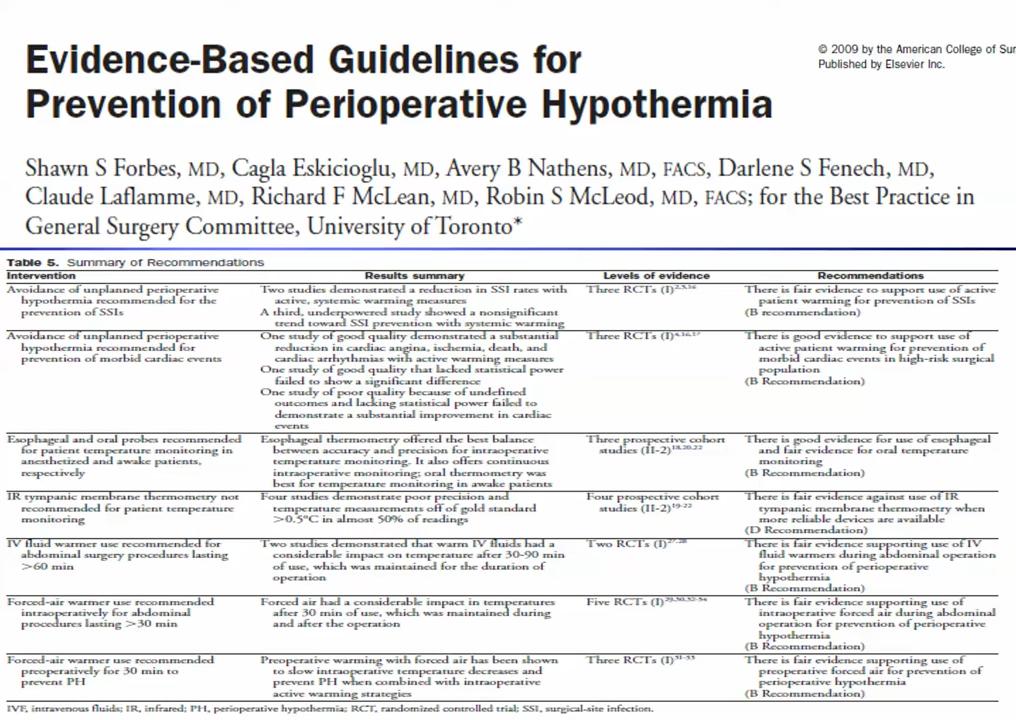 Evidence-Based Guidelines for
Prevention of Perioperative Hypothermia
© 2009 by the American College of Sur
Published by Elsevier Inc.
Shawn S Forbes, MD, Cagla Eskicioglu, MD, Avery B Nathens, MD, FACS, Darlene S Fenech, MD,
Claude Laflamme, MD, Richard F McLean, MD, Robin S McLeod, MD, FACS; for the Best Practice in
General Surgery Committee, University of Toronto*
Table 5. Summary of Recommendations
Intervention Results summary Levels of evidence Recommendations
Avoidance of unplanned perioperative
hypothermia recommended for the
prevention of SSIs
Two studies demonstrated a reduction in SSI rates with
active, systemic warming measures
A third, underpowered study showed a nonsignificant
trend toward SSI prevention with systemic warming
Three RCTs (I)
There is fair evidence to support use of active
patient warming for prevention of SSIs
(B recommendation)
Avoidance of unplanned perioperative
hypothermia recommended for
prevention of morbid cardiac events
One study of good quality demonstrated a substantial
reduction in cardiac angina, ischemia, death, and
cardiac arrhythmias with active warming measures
One study of good quality that lacked statistical power
failed to show a significant difference
One study of poor quality because of undefined
outcomes and lacking statistical power failed to
demonstrate a substantial improvement in cardiac
events
Three RCTs (I)
There is good evidence to support use of
active patient warming for prevention of
morbid cardiac events in high-risk surgical
population
(B Recommendation)
Esophageal and oral probes recommended
for patient temperature monitoring in
anesthetized and awake patients,
respectively
Esophageal thermometry offered the best balance
between accuracy and precision for intraoperative
temperature monitoring. It also offers continuous
intraoperative monitoring; oral thermometry was
best for temperature monitoring in awake patients
Three prospective cohort
studies (II-2)
There is good evidence for use of esophageal
and fair evidence for oral temperature
monitoring
(B Recommendation)
IR tympanic membrane thermometry not
recommended for patient temperature
monitoring
Four studies demonstrate poor precision and
temperature measurements off of gold standard
>0.5°C in almost 50% of readings
Four prospective cohort
studies (II-2)
There is fair evidence against use of IR
tympanic membrane thermometry when
more reliable devices are available
(D Recommendation)
IV fluid warmer use recommended for
abdominal surgery procedures lasting
>60 min
Two studies demonstrated that warm IV fluids had a
considerable impact on temperature after 30-90 min
of use, which was maintained for the duration of
operation
Two RCTs (I)
There is fair evidence supporting use of IV
fluid warmers during abdominal operation
for prevention of perioperative
hypothermia
(B Recommendation)
Forced-air warmer use recommended
intraoperatively for abdominal
procedures lasting >30 min
Forced air had a considerable impact in temperatures
after 30 min of use, which was maintained during
and after the operation
Five RCTs (I)
There is fair evidence supporting use of
intraoperative forced air during abdominal
operation for prevention of perioperative
hypothermia
(B Recommendation)
Forced-air warmer use recommended
preoperatively for 30 min to
prevent PH
Preoperative warming with forced air has been shown
to slow intraoperative temperature decreases and
prevent PH when combined with intraoperative
active warming strategies
Three RCTs (I)
There is fair evidence supporting use of
preoperative forced air for prevention of
perioperative hypothermia
(B Recommendation)
IVF, intravenous fluids; IR, infrared; PH, perioperative hypothermia; RCT, randomized controlled trial; SSI, surgical-site infection.